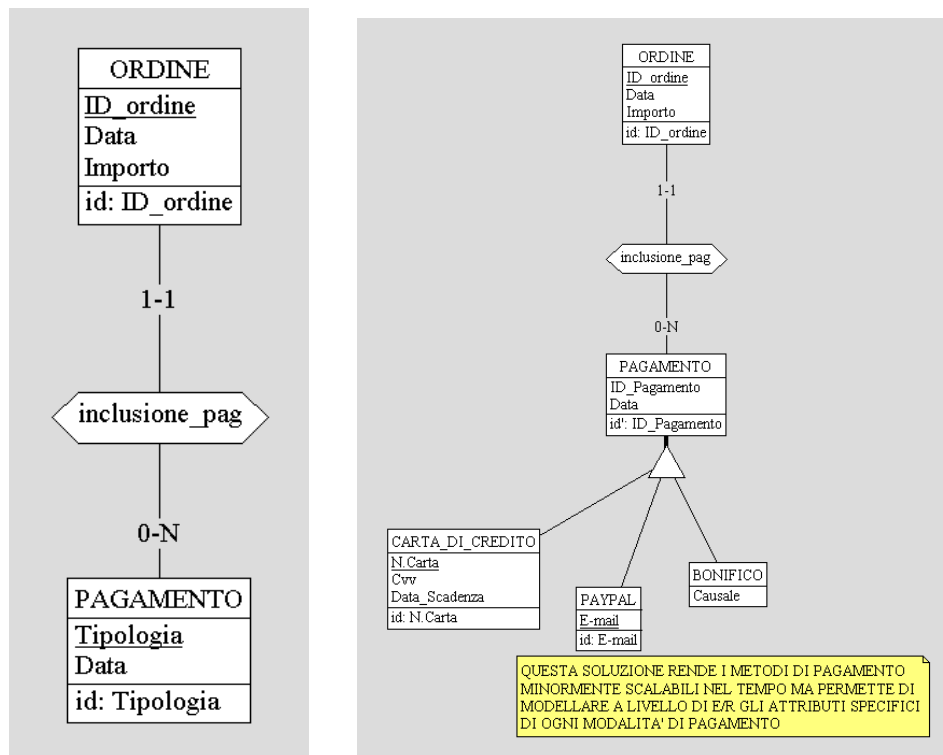 ORDINE
ID_ordine
Data
Importo
id: ID_ordine
1-1
inclusione_pag
0-N
PAGAMENTO
Tipologia
Data
id: Tipologia
ORDINE
ID_ordine
Data
Importo
id: ID_ordine
1-1
inclusione_pag
0-N
PAGAMENTO
ID_Pagamento
Data
id': ID_Pagamento
CARTA_DI_CREDITO
N.Carta
Cvv
Data_Scadenza
id: N.Carta
PAYPAL
E-mail
id: E-mail
BONIFICO
Causale
QUESTA SOLUZIONE RENDE I METODI DI PAGAMENTO
MINORMENTE SCALABILI NEL TEMPO MA PERMETTE DI
MODELLARE A LIVELLO DI E/R GLI ATTRIBUTI SPECIFICI
DI OGNI MODALITA' DI PAGAMENTO